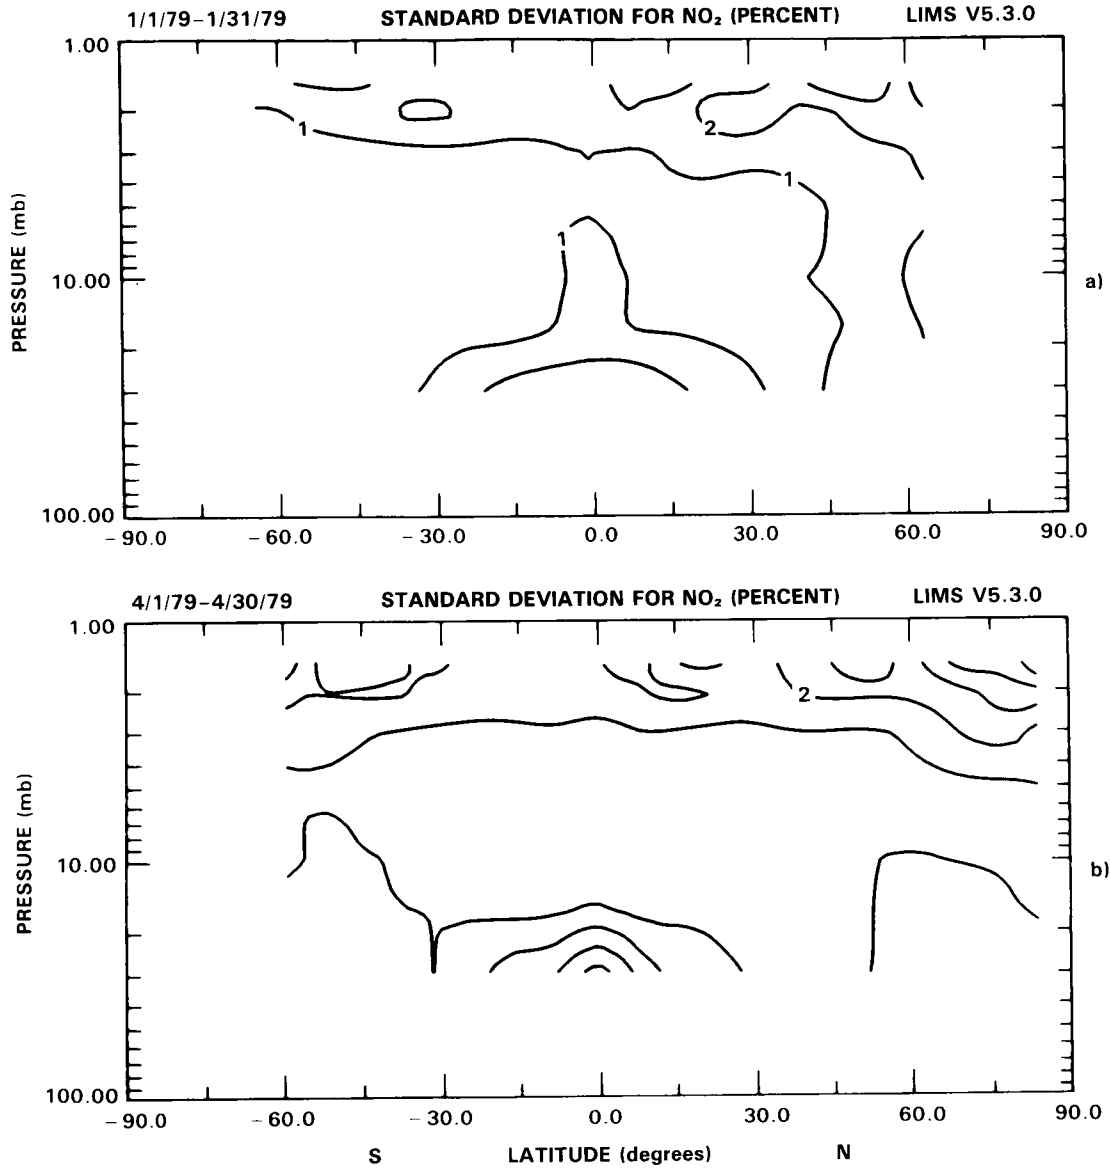 1/1/79–1/31/79 STANDARD DEVIATION FOR NO₂ (PERCENT) LIMS V5.3.0
1.00
1
2
1
1
10.00
PRESSURE (mb)
a)
100.00
−90.0 −60.0 −30.0 0.0 30.0 60.0 90.0
4/1/79–4/30/79 STANDARD DEVIATION FOR NO₂ (PERCENT) LIMS V5.3.0
1.00
2
10.00
PRESSURE (mb)
b)
100.00
−90.0 −60.0 −30.0 0.0 30.0 60.0 90.0
S LATITUDE (degrees) N